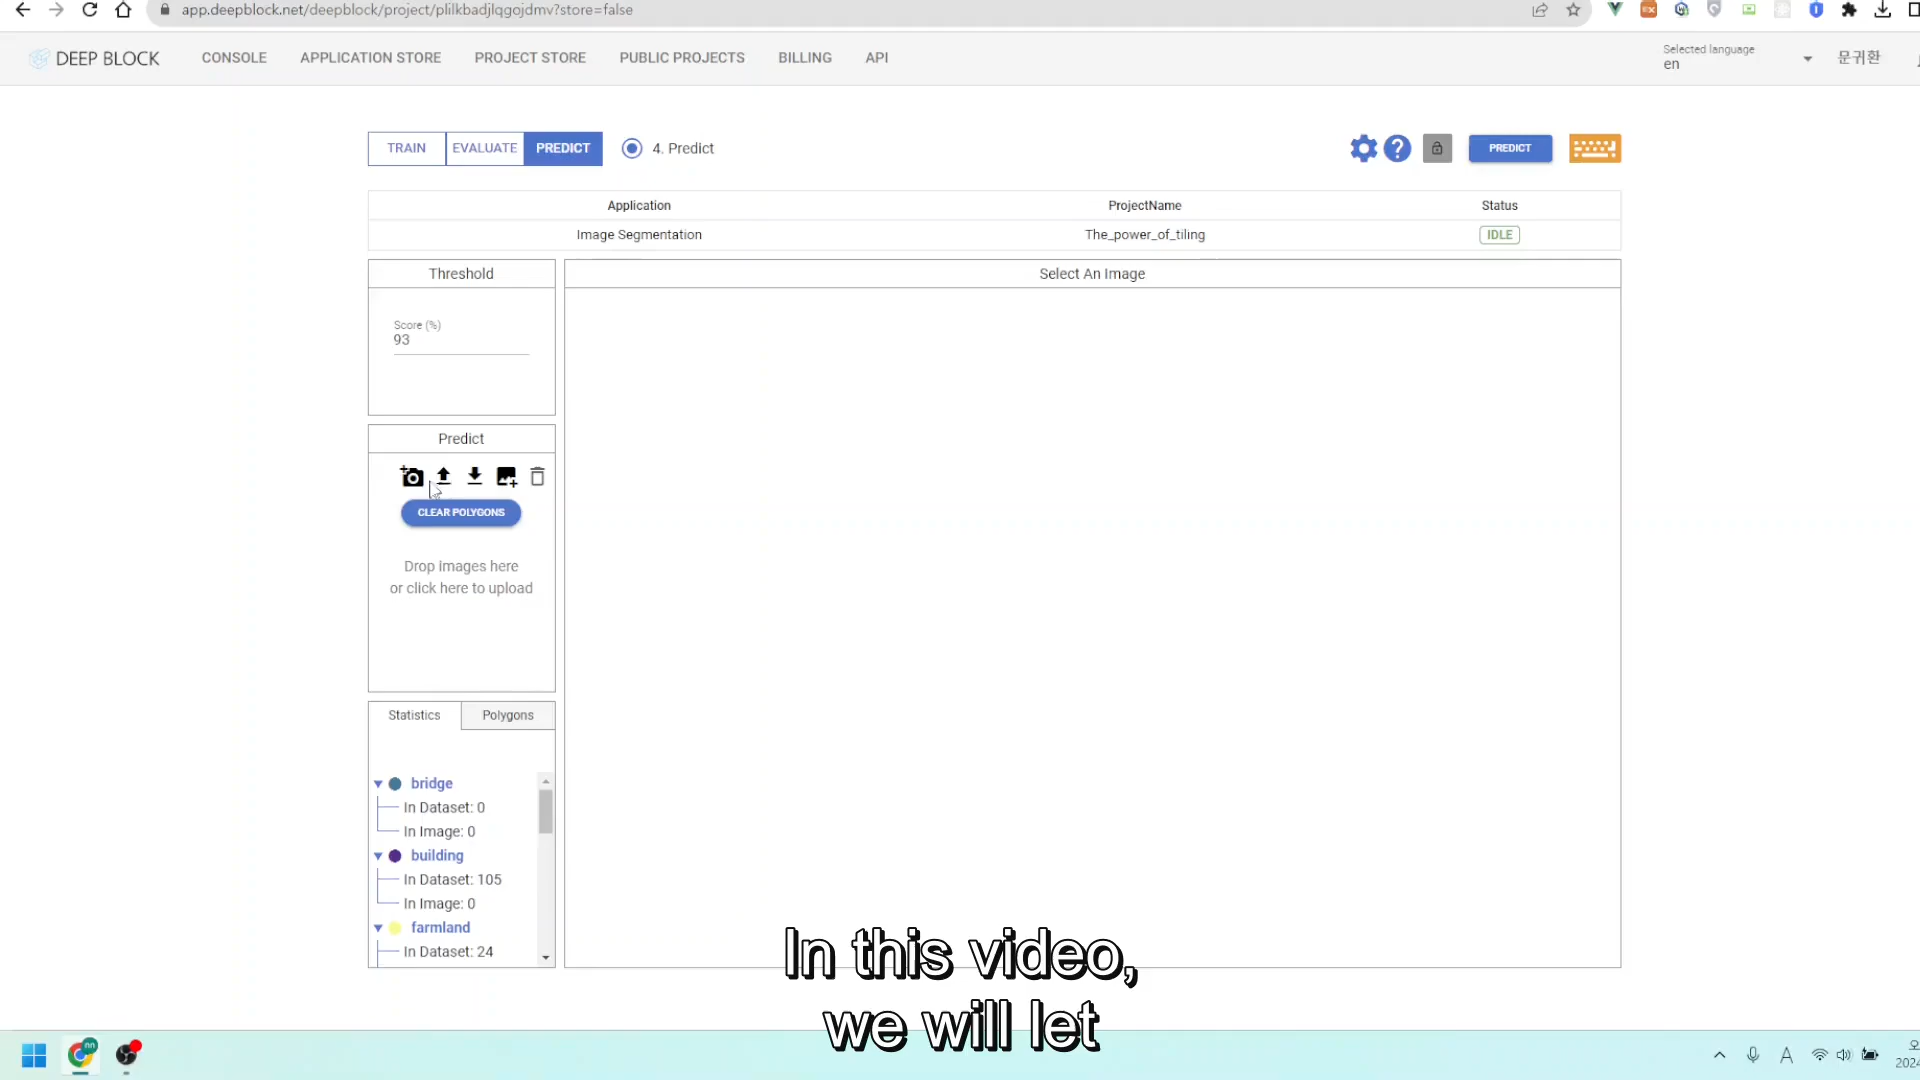 app.deepblock.net/deepblock/project/plilkbadjlqgojdmv?store=false
DEEP BLOCK
CONSOLE
APPLICATION STORE
PROJECT STORE
PUBLIC PROJECTS
BILLING
API
Selected language
en
문귀환
TRAIN
EVALUATE
PREDICT
4. Predict
PREDICT
Application
ProjectName
Status
Image Segmentation
The_power_of_tiling
IDLE
Threshold
Select An Image
Score (%)
93
Predict
CLEAR POLYGONS
Drop images here
or click here to upload
Statistics
Polygons
bridge
In Dataset: 0
In Image: 0
building
In Dataset: 105
In Image: 0
farmland
In Dataset: 24
In this video,
we will let
A
오
2024